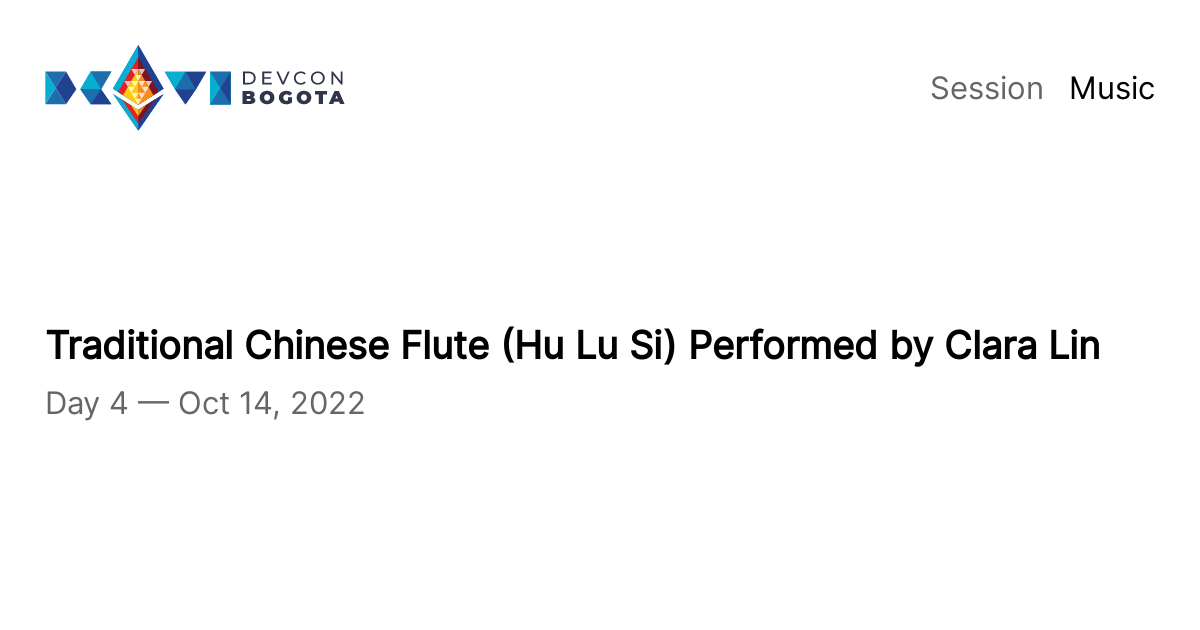 DEVCON
BOGOTA
Session Music
Traditional Chinese Flute (Hu Lu Si) Performed by Clara Lin
Day 4 — Oct 14, 2022